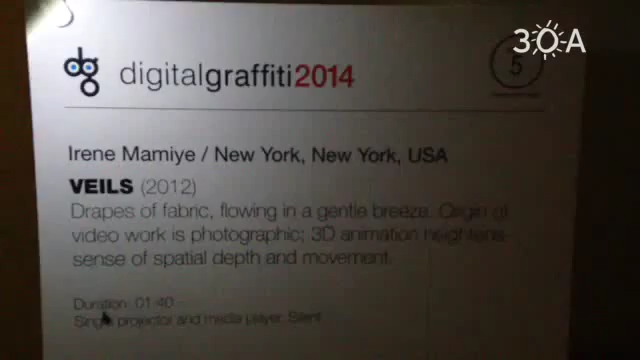 30A
5
dg
digitalgraffiti2014
Irene Mamiye / New York, New York, USA
VEILS (2012)
Drapes of fabric, flowing in a gentle breeze. Origin of
video work is photographic; 3D animation heightens
sense of spatial depth and movement.
Duration: 01:40
Single projector and media player. Silent